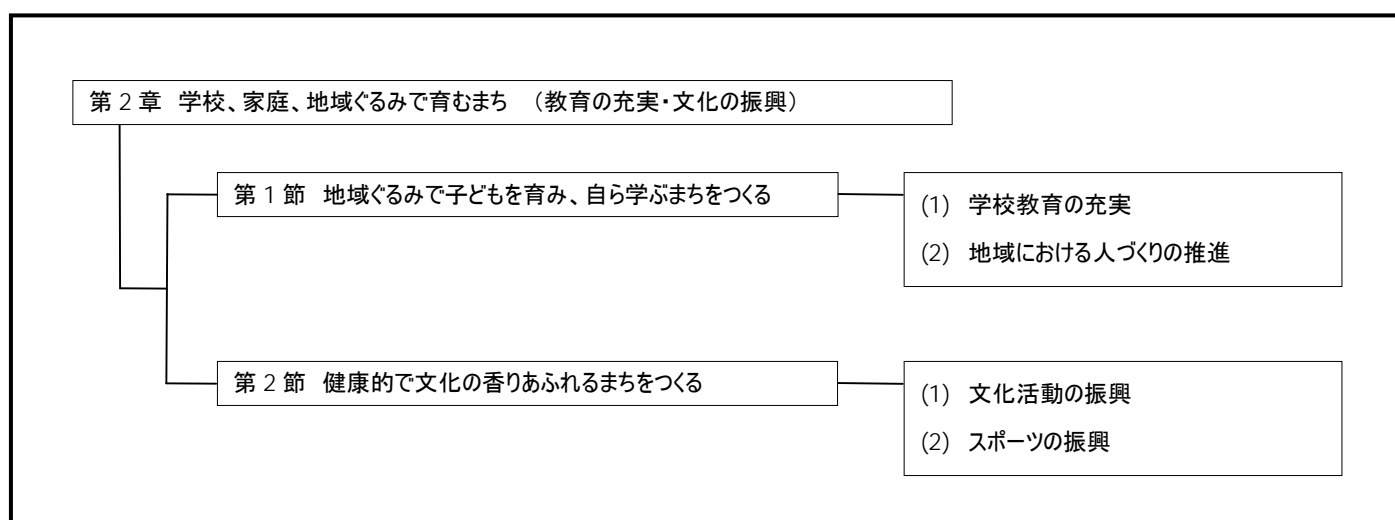 第２章 学校、家庭、地域ぐるみで育むまち （教育の充実・文化の振興）
第１節 地域ぐるみで子どもを育み、自ら学ぶまちをつくる
(1) 学校教育の充実
(2) 地域における人づくりの推進
第２節 健康的で文化の香りあふれるまちをつくる
(1) 文化活動の振興
(2) スポーツの振興